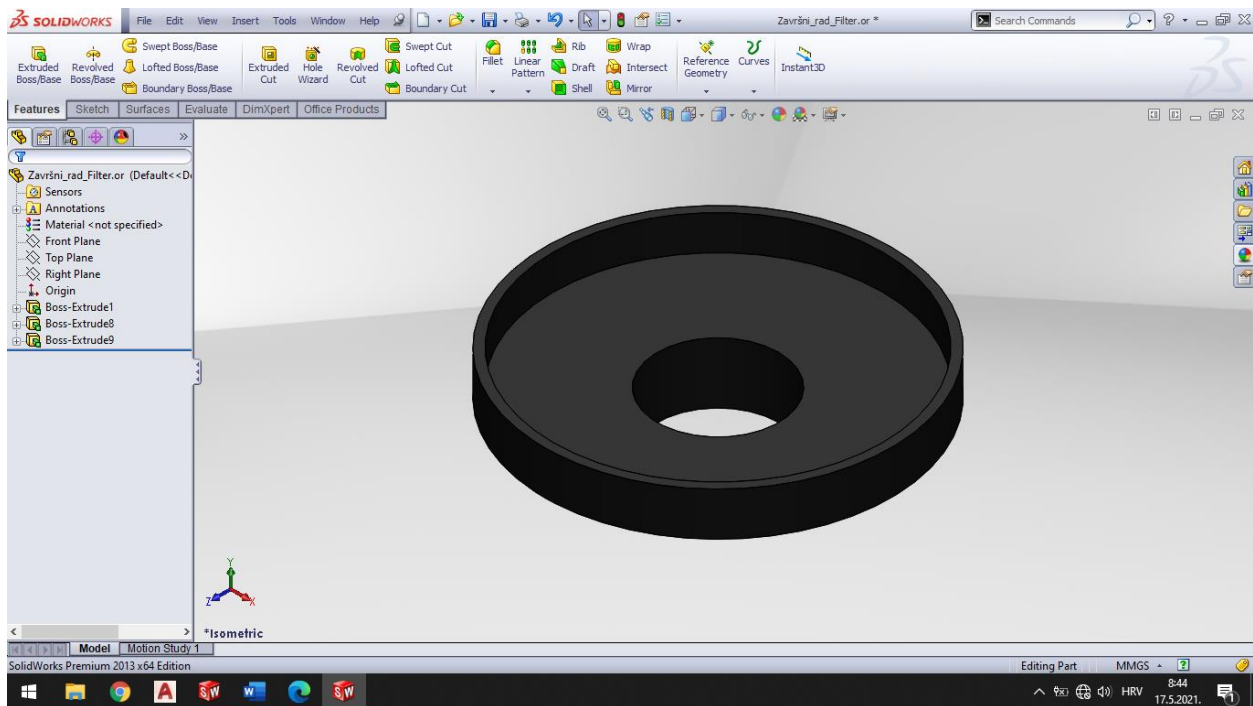 SOLIDWORKS File Edit View Insert Tools Window Help Završni_rad_Filter.or * Search Commands
Extruded Boss/Base
Revolved Boss/Base
Swept Boss/Base
Lofted Boss/Base
Boundary Boss/Base
Extruded Cut
Hole Wizard
Revolved Cut
Swept Cut
Lofted Cut
Boundary Cut
Fillet
Linear Pattern
Rib
Draft
Shell
Wrap
Intersect
Mirror
Reference Geometry
Curves
Instant3D
Features Sketch Surfaces Evaluate DimXpert Office Products
Završni_rad_Filter.or (Default<<D
Sensors
Annotations
Material <not specified>
Front Plane
Top Plane
Right Plane
Origin
Boss-Extrude1
Boss-Extrude8
Boss-Extrude9
Y
Z X
*Isometric
Model Motion Study 1
SolidWorks Premium 2013 x64 Edition Editing Part MMGS
HRV 8:44
17.5.2021.